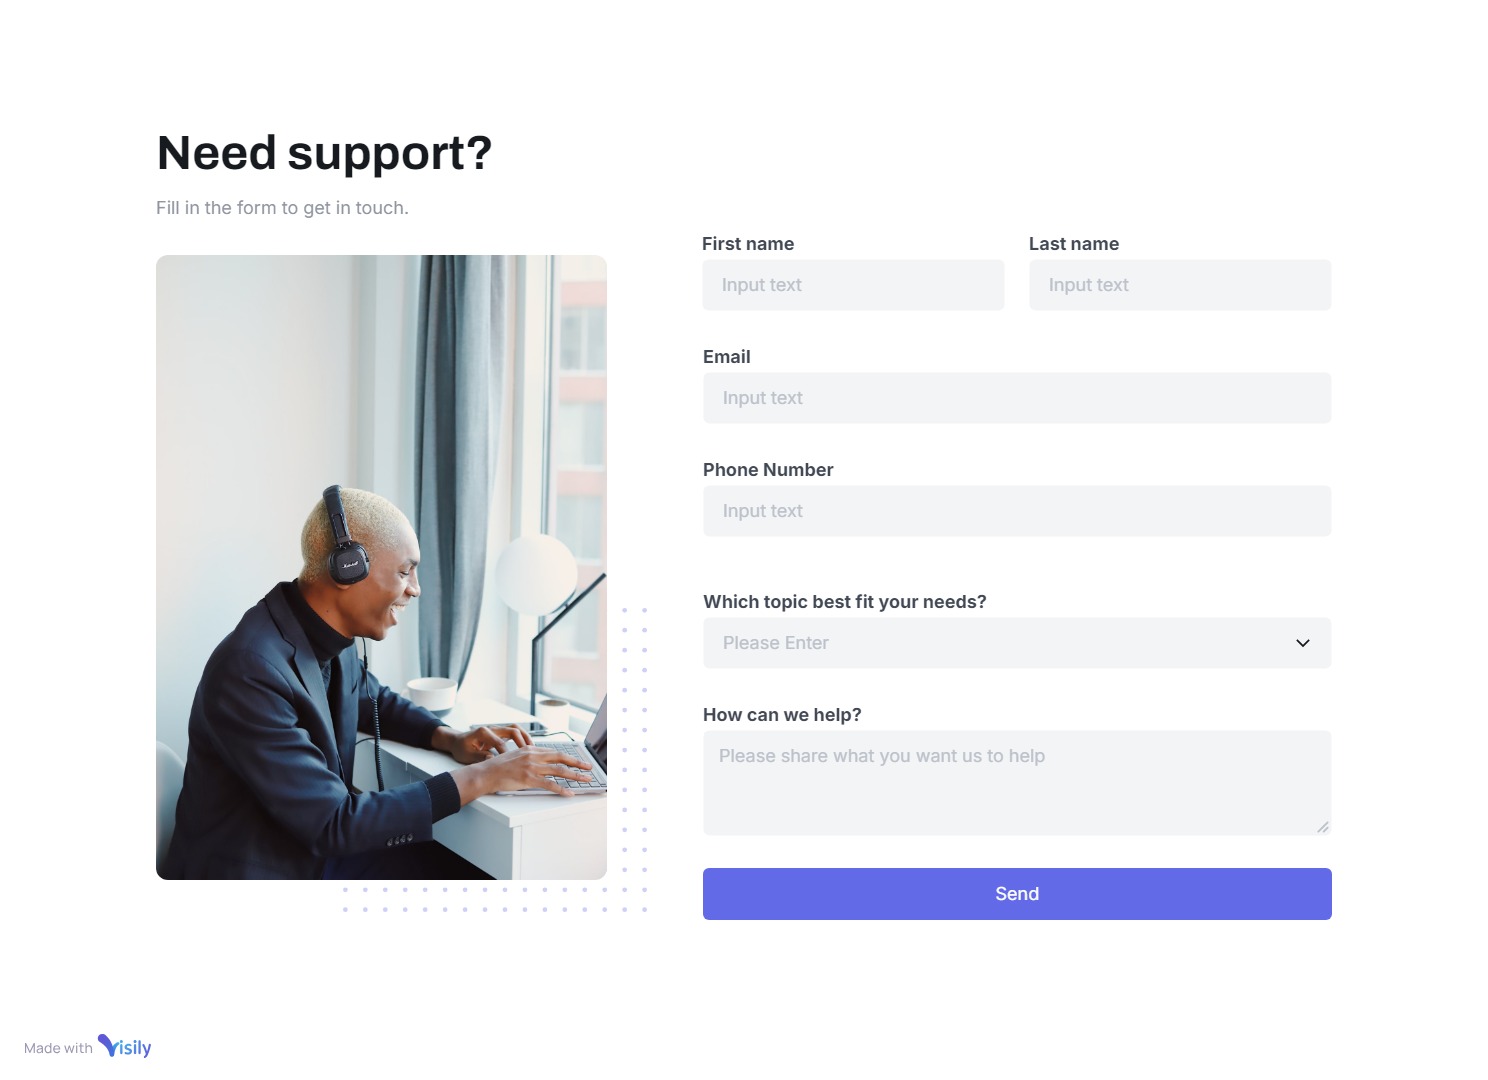 Need support?
Fill in the form to get in touch.
First name
Last name
Input text
Input text
Email
Input text
Phone Number
Input text
Which topic best fit your needs?
Please Enter
How can we help?
Please share what you want us to help
Send
Made with Visily